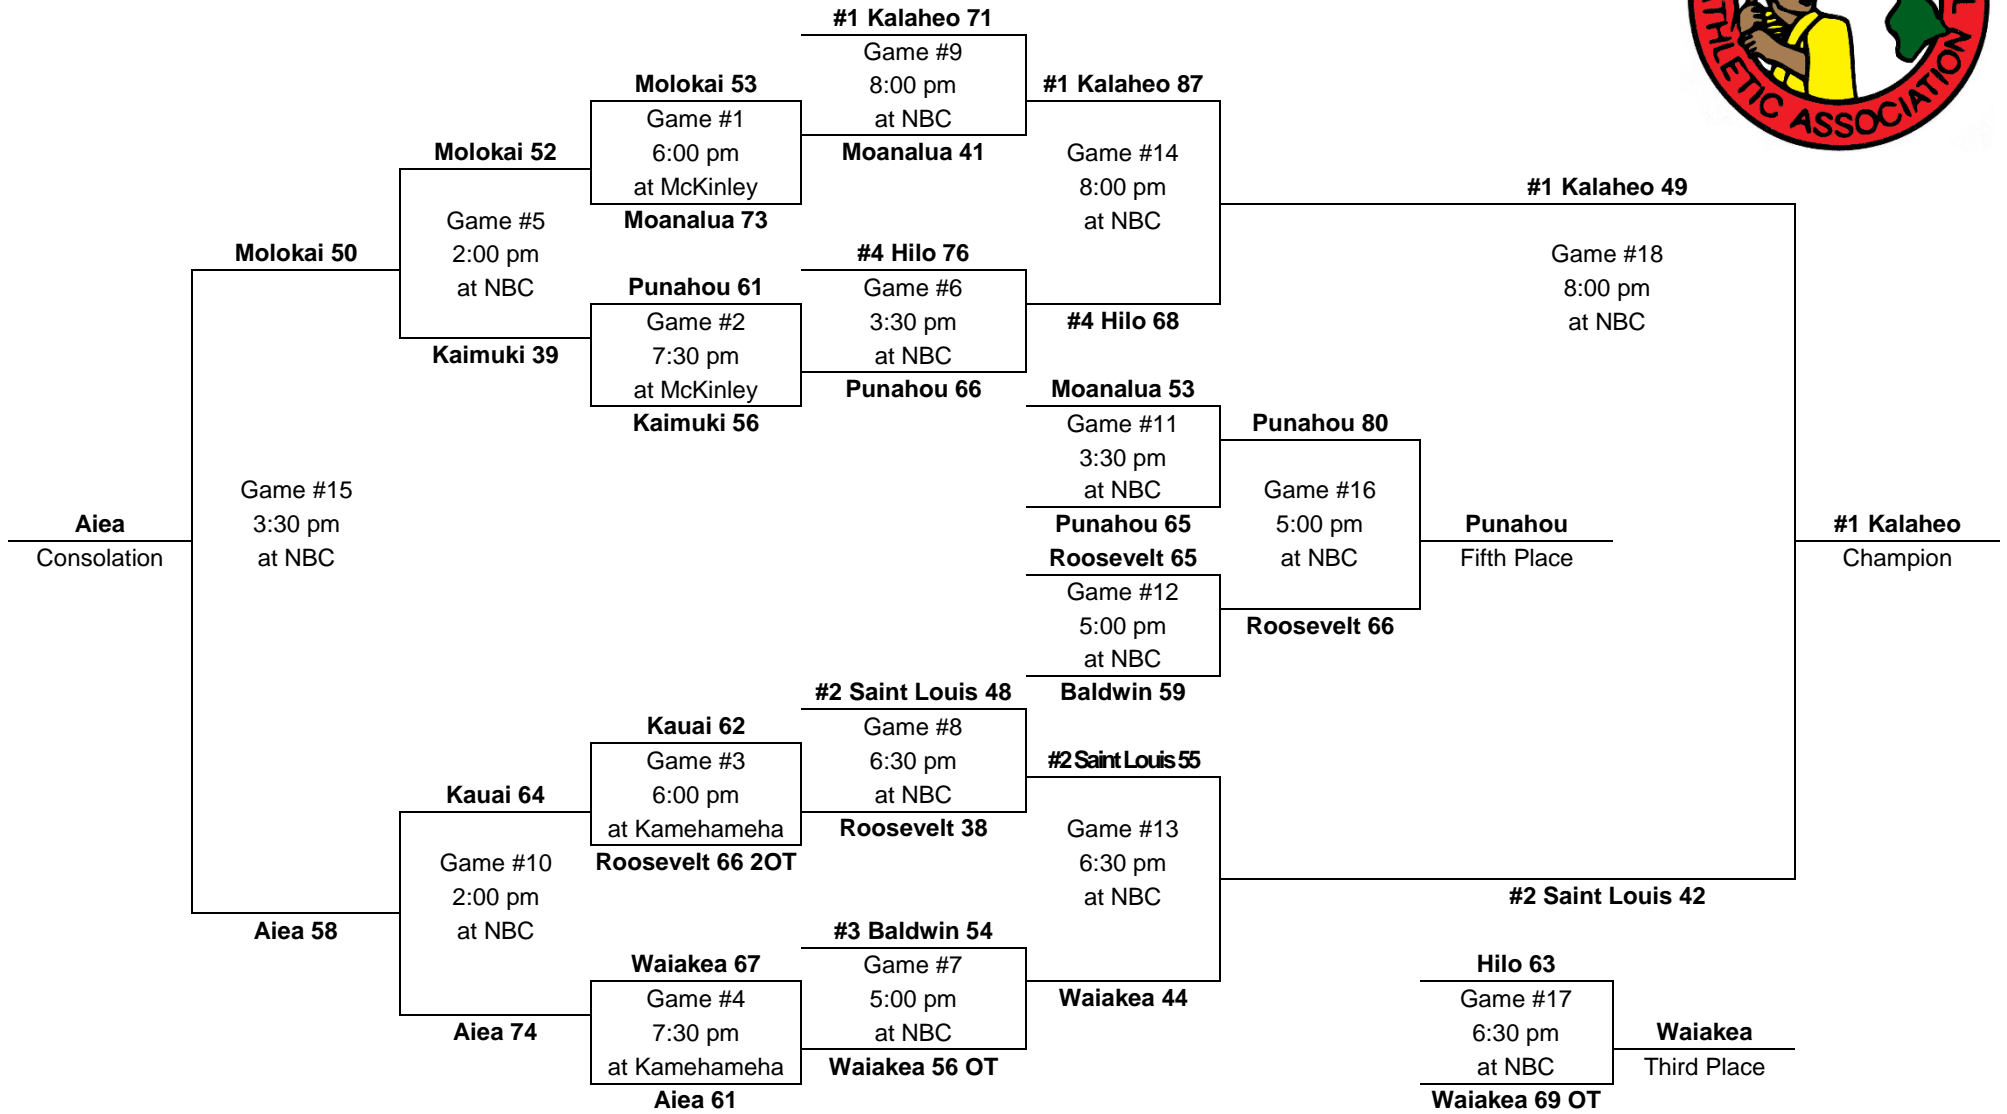 #1 Kalaheo 71
Game #9
8:00 pm
at NBC
Moanalua 41
Molokai 53
Game #1
6:00 pm
at McKinley
Moanalua 73
#1 Kalaheo 87
Game #14
8:00 pm
at NBC
#4 Hilo 68
Molokai 52
Game #5
2:00 pm
at NBC
Kaimuki 39
#1 Kalaheo 49
Game #18
8:00 pm
at NBC
#2 Saint Louis 42
Molokai 50
Game #15
3:30 pm
at NBC
Aiea 58
#4 Hilo 76
Game #6
3:30 pm
at NBC
Punahou 66
Punahou 61
Game #2
7:30 pm
at McKinley
Kaimuki 56
Moanalua 53
Game #11
3:30 pm
at NBC
Punahou 65
Punahou 80
Game #16
5:00 pm
at NBC
Roosevelt 66
Aiea
Consolation
Punahou
Fifth Place
#1 Kalaheo
Champion
Roosevelt 65
Game #12
5:00 pm
at NBC
Baldwin 59
#2 Saint Louis 48
Game #8
6:30 pm
at NBC
Roosevelt 38
Kauai 62
Game #3
6:00 pm
at Kamehameha
Roosevelt 66 2OT
#2 Saint Louis 55
Game #13
6:30 pm
at NBC
Waiakea 44
Kauai 64
Game #10
2:00 pm
at NBC
Aiea 74
#3 Baldwin 54
Game #7
5:00 pm
at NBC
Waiakea 56 OT
Waiakea 67
Game #4
7:30 pm
at Kamehameha
Aiea 61
Hilo 63
Game #17
6:30 pm
at NBC
Waiakea 69 OT
Waiakea
Third Place
ASSOCIATION